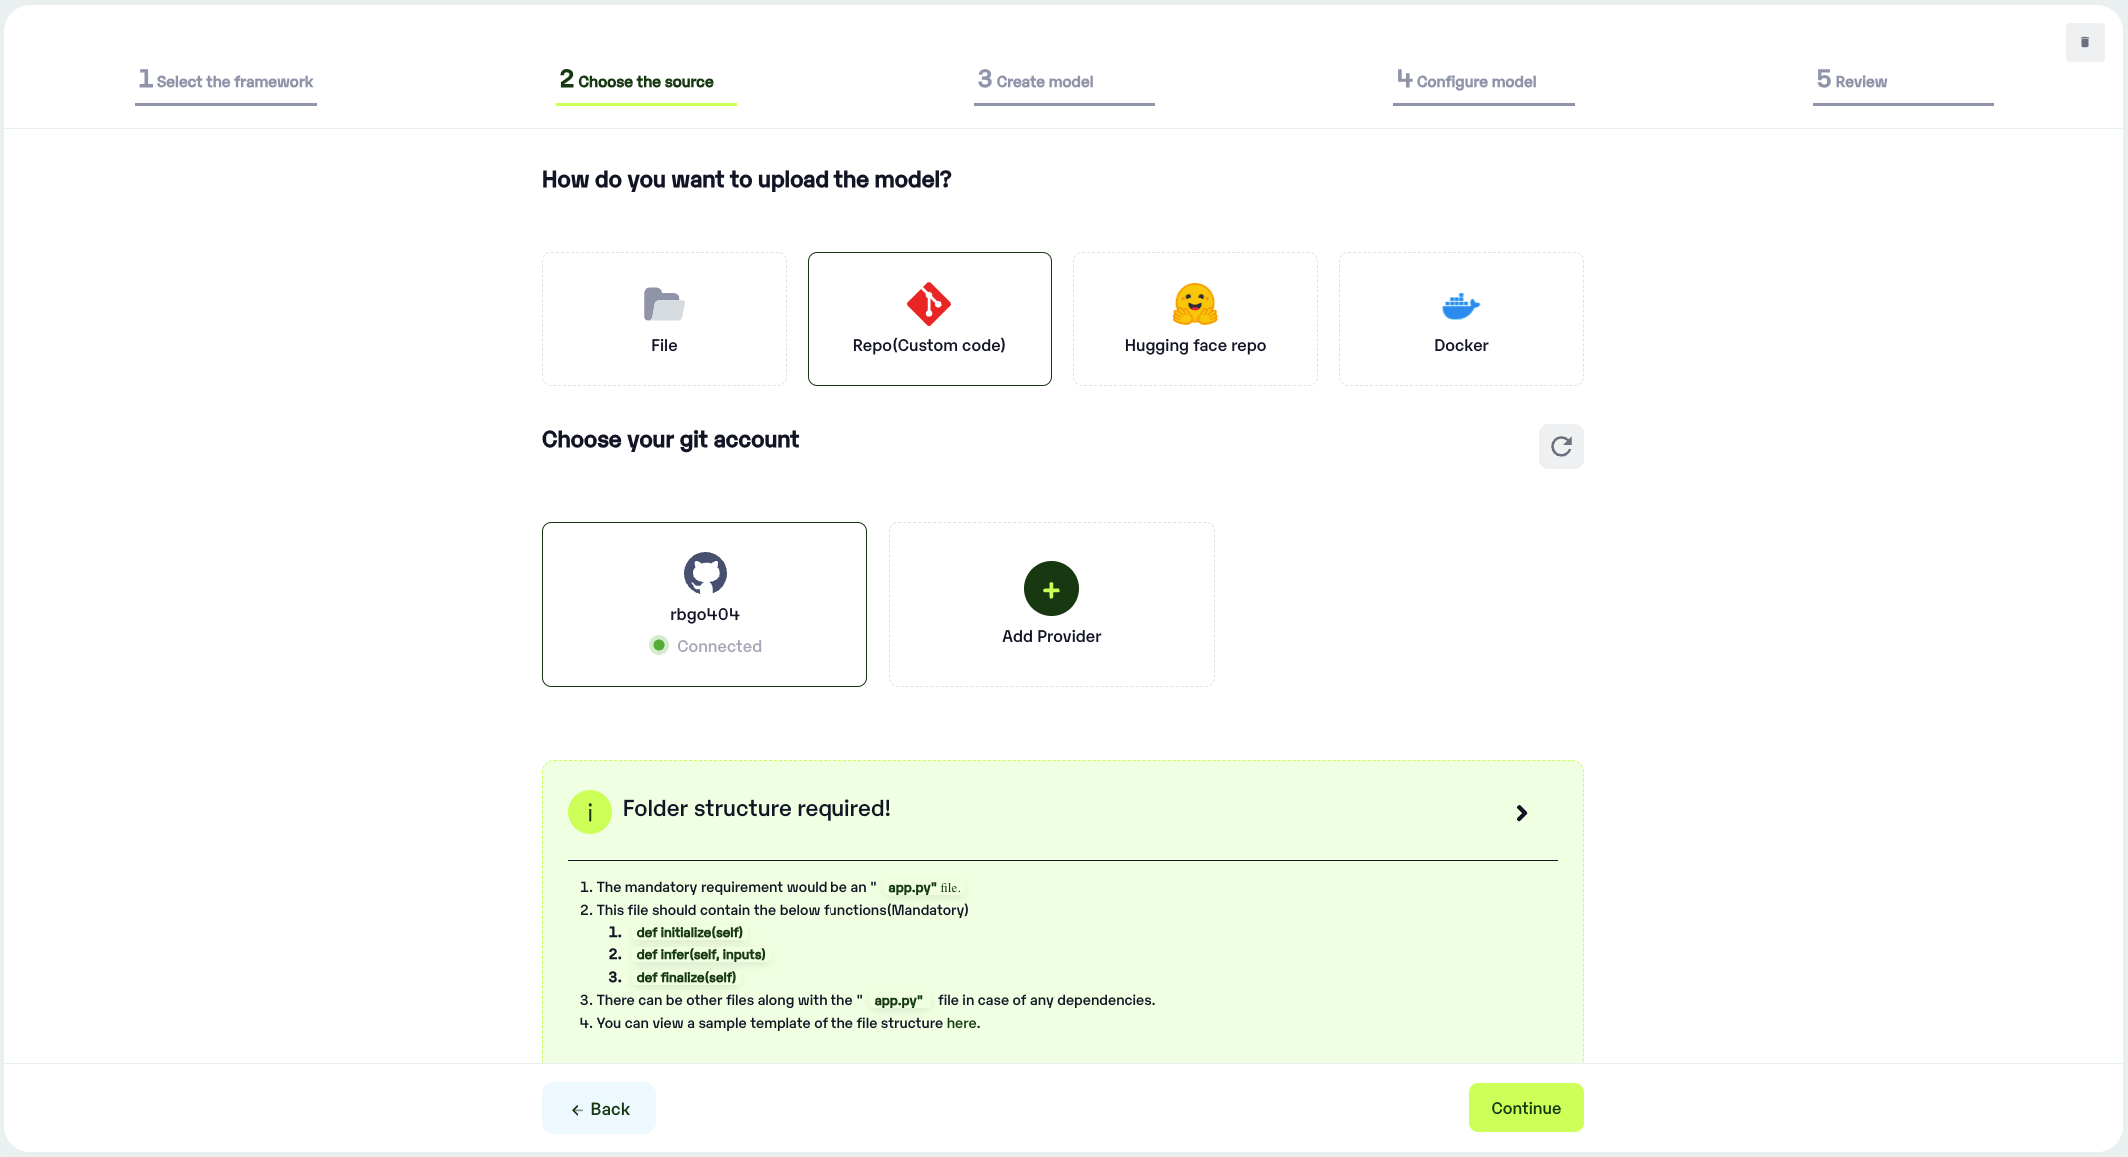 1 Select the framework
2 Choose the source
3 Create model
4 Configure model
5 Review
How do you want to upload the model?
File
Repo(Custom code)
Hugging face repo
Docker
Choose your git account
rbgo404
Connected
Add Provider
Folder structure required!
1. The mandatory requirement would be an " app.py" file.
2. This file should contain the below functions(Mandatory)
1. def initialize(self)
2. def infer(self, inputs)
3. def finalize(self)
3. There can be other files along with the " app.py" file in case of any dependencies.
4. You can view a sample template of the file structure here.
Back
Continue